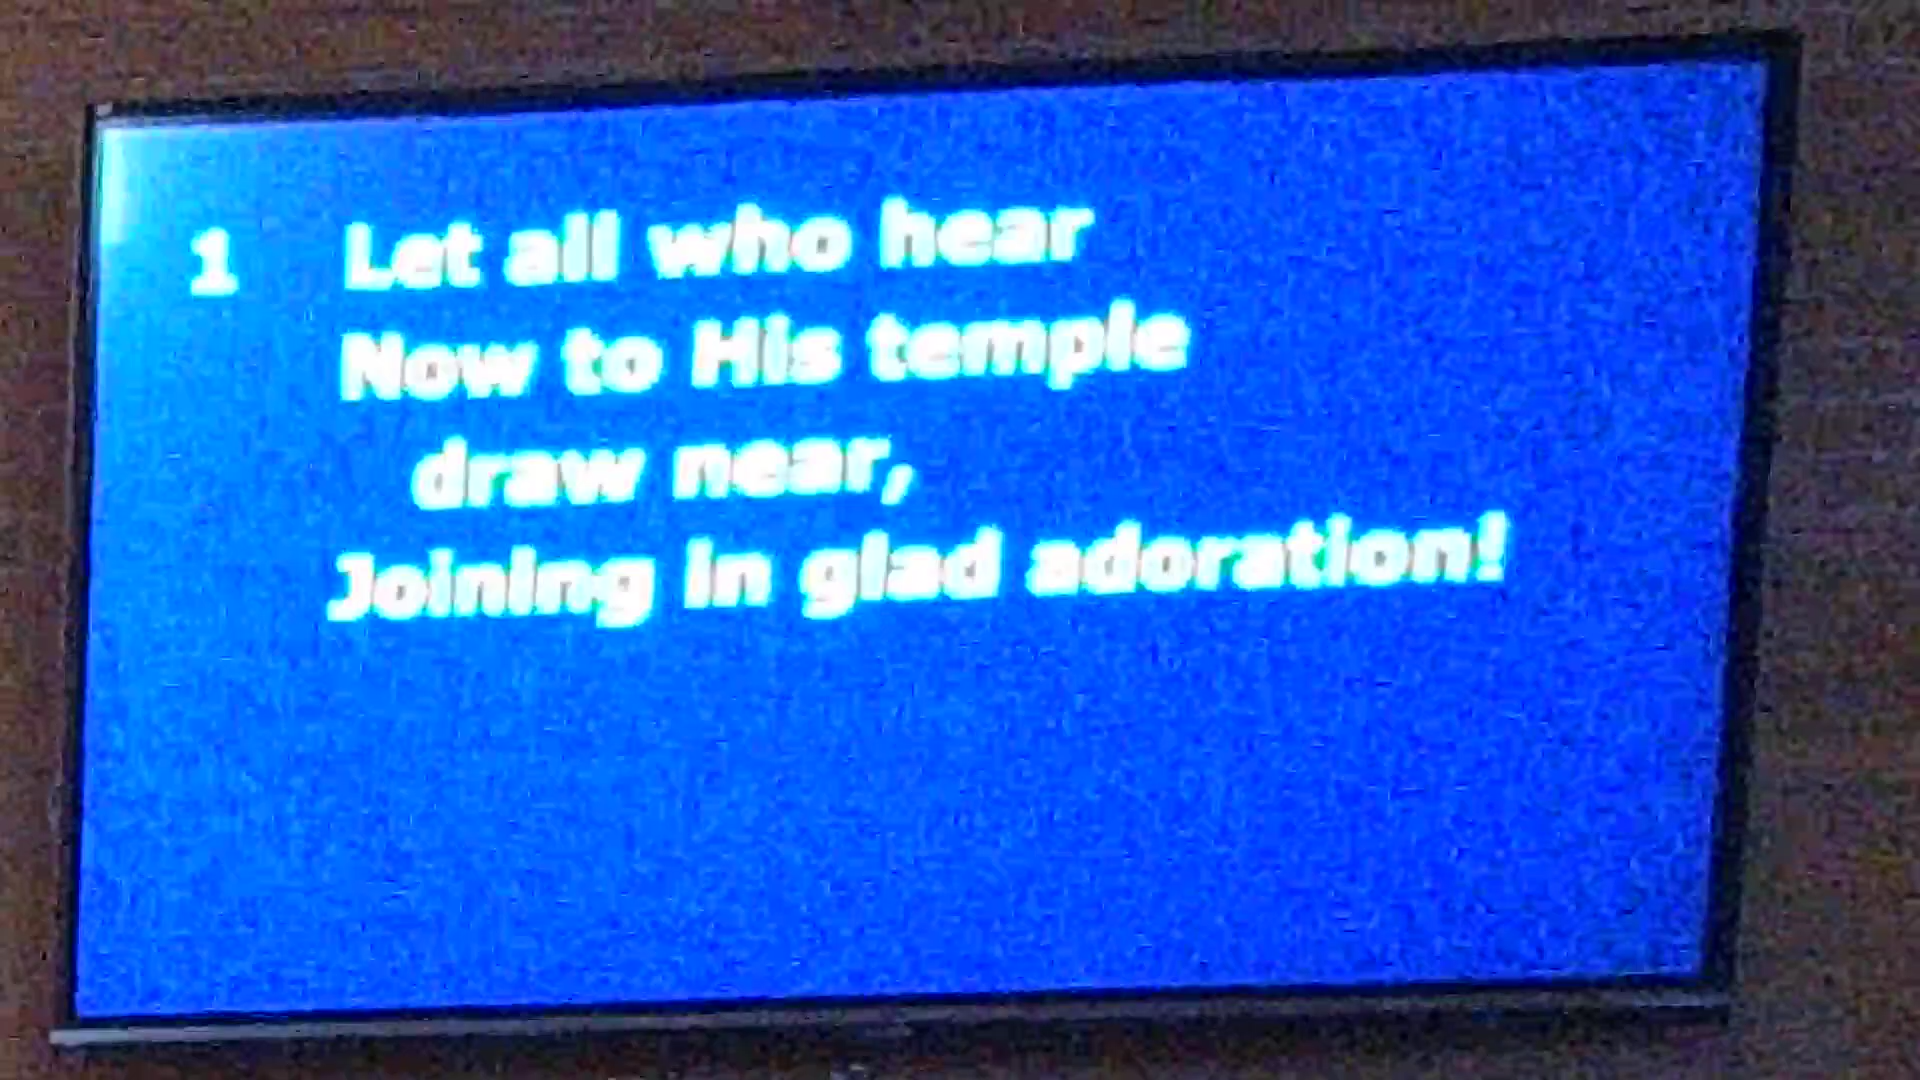 1 Let all who hear
Now to His temple
draw near,
Joining in glad adoration!